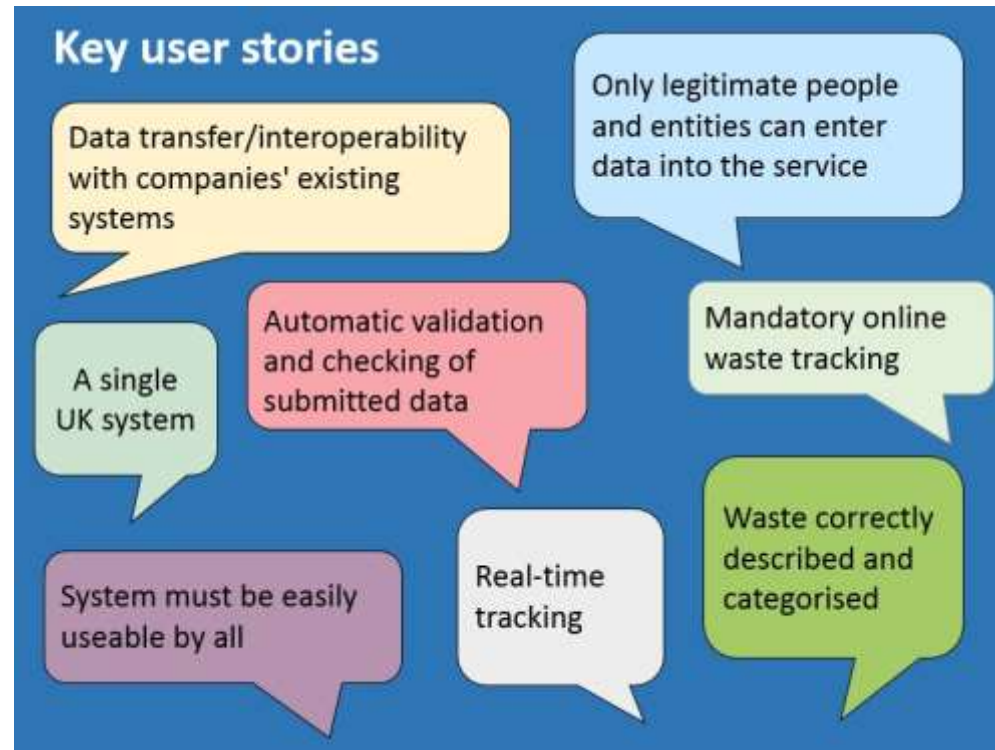 Key user stories
Data transfer/interoperability
with companies' existing
systems
Only legitimate people
and entities can enter
data into the service
A single
UK system
Automatic validation
and checking of
submitted data
Mandatory online
waste tracking
System must be easily
useable by all
Real-time
tracking
Waste correctly
described and
categorised